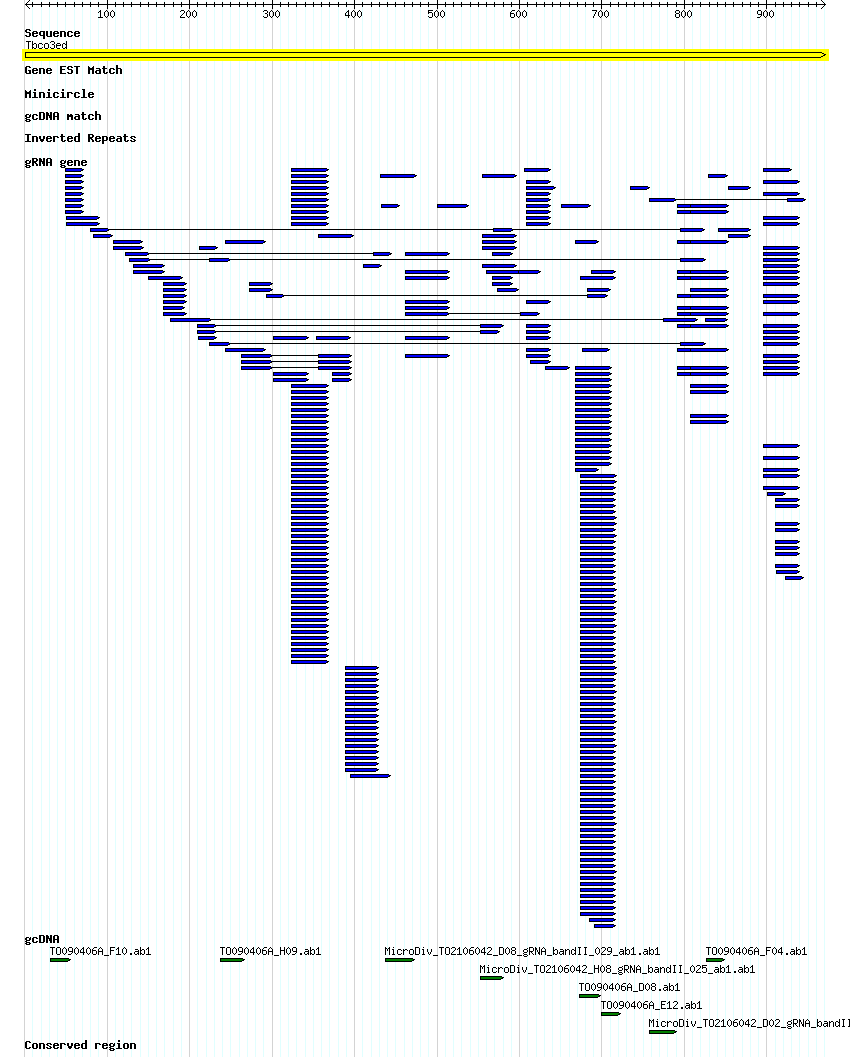 100 200 300 400 500 600 700 800 900
Sequence
Tbco3ed
Gene EST Match
Minicircle
gcDNA match
Inverted Repeats
gRNA gene
gcDNA
TO090406A_F10.ab1 TO090406A_H09.ab1 MicroDiv_TO2106042_D08_gRNA_bandII_029_ab1.ab1 TO090406A_F04.ab1
MicroDiv_TO2106042_H08_gRNA_bandII_025_ab1.ab1
TO090406A_D08.ab1
TO090406A_E12.ab1
MicroDiv_TO2106042_D02_gRNA_bandII
Conserved region